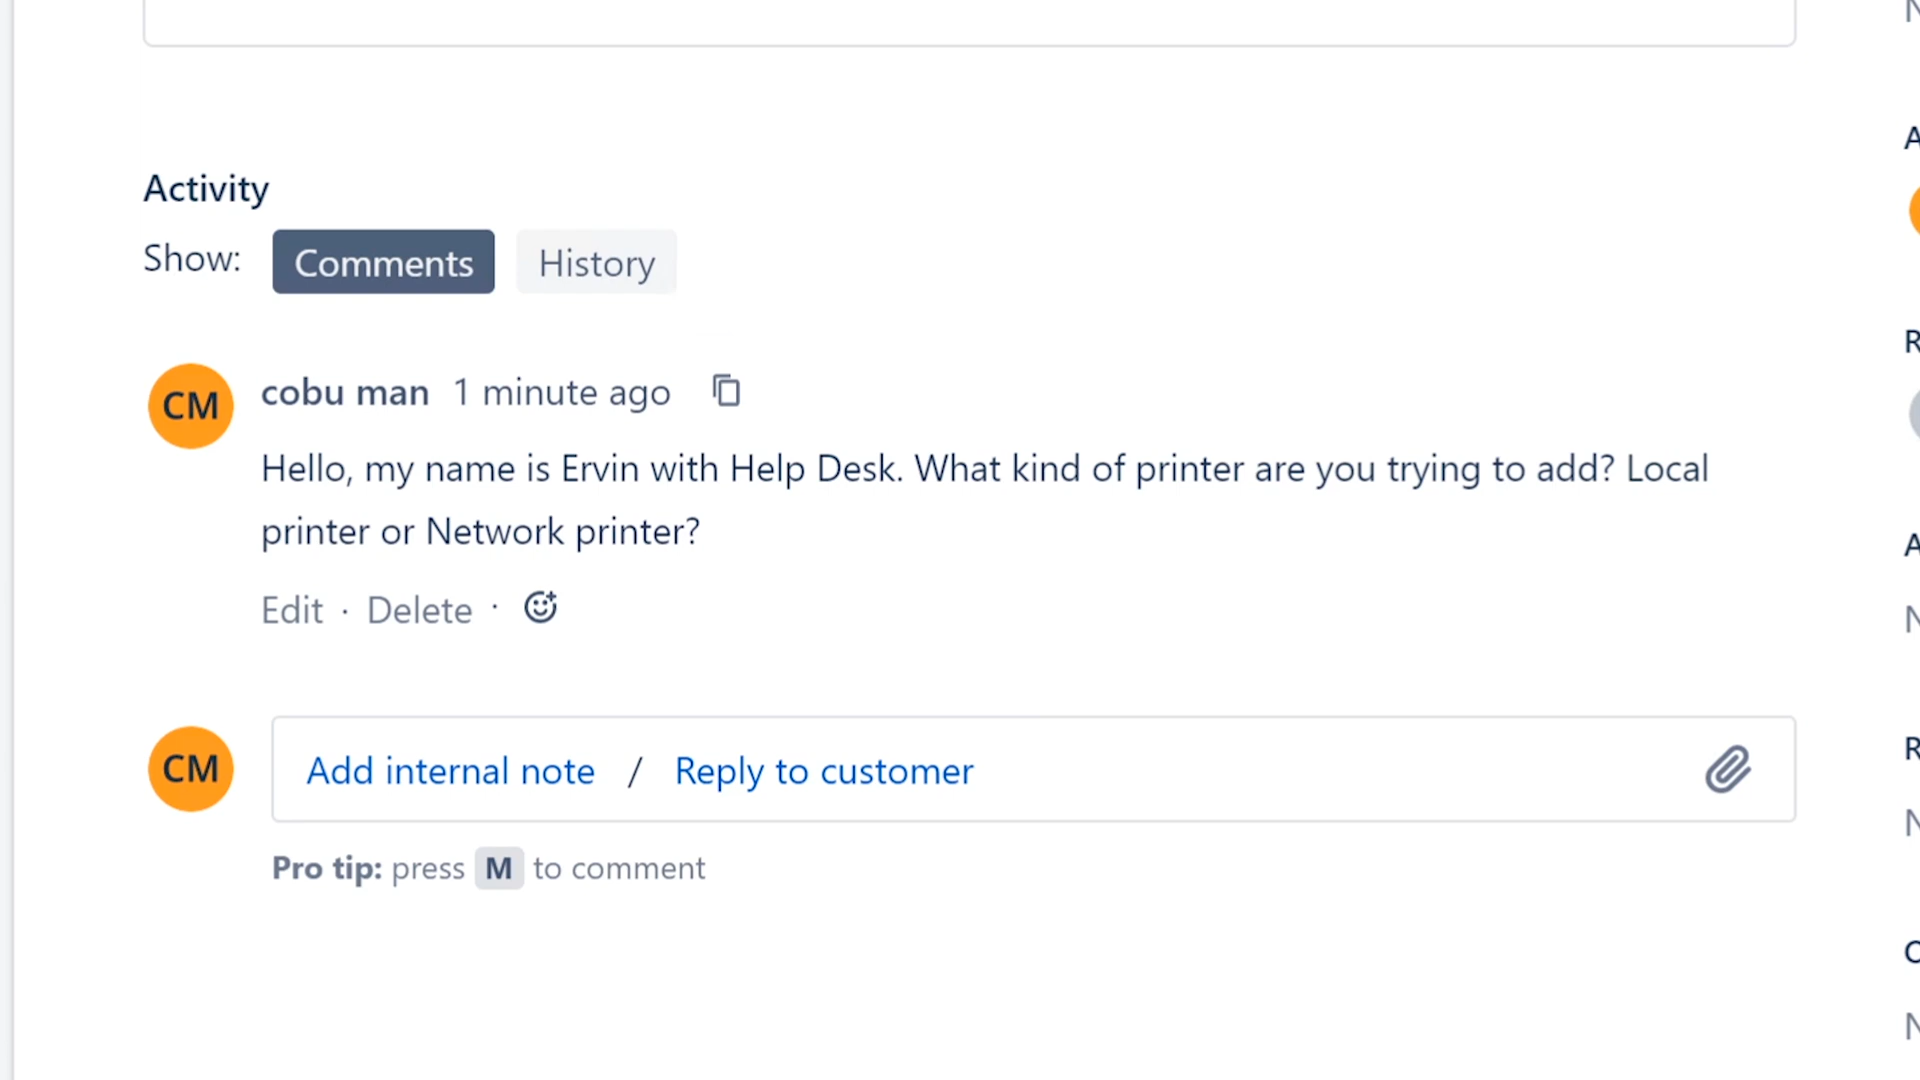 Activity
Show: Comments History
CM cobu man 1 minute ago
Hello, my name is Ervin with Help Desk. What kind of printer are you trying to add? Local
printer or Network printer?
Edit · Delete ·
CM Add internal note / Reply to customer
Pro tip: press M to comment